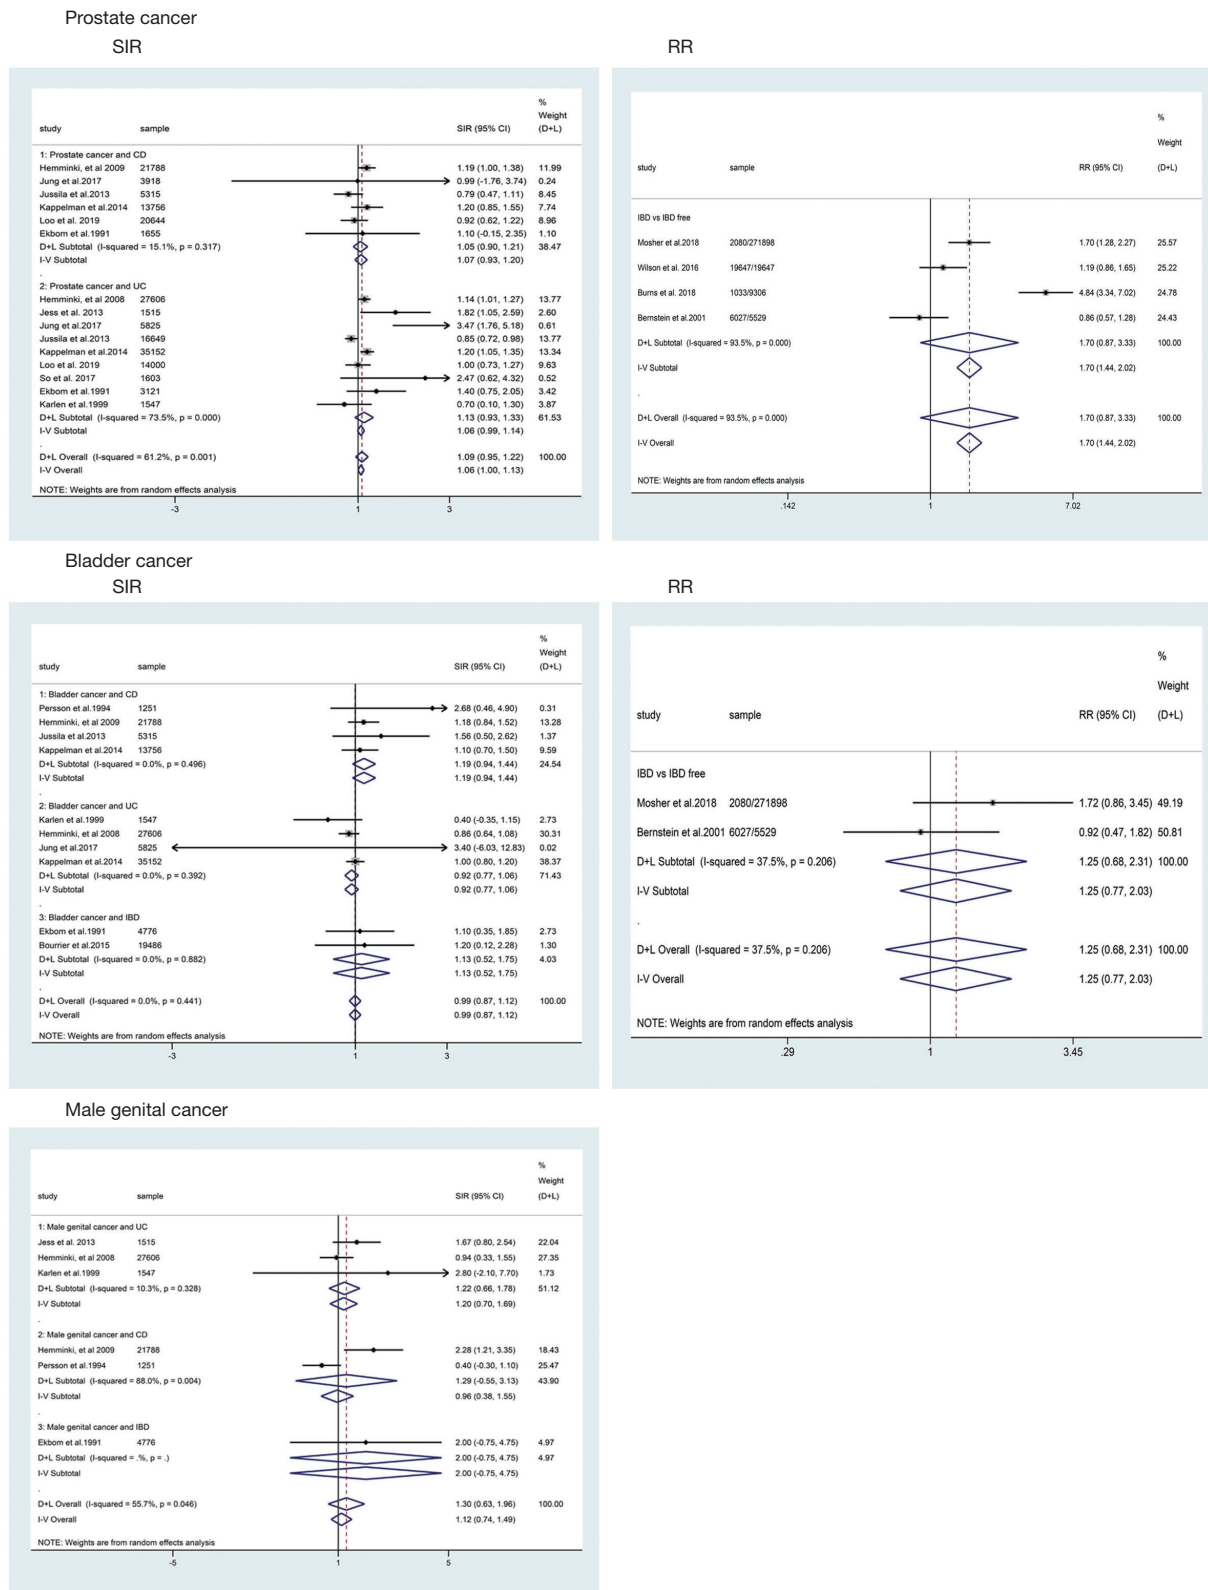 Prostate cancer
SIR
%
Weight
study sample SIR (95% CI) (D+L)
1: Prostate cancer and CD
Hemminki, et al 2009 21788 1.19 (1.00, 1.38) 11.99
Jung et al.2017 3918 0.99 (-1.76, 3.74) 0.24
Jussila et al.2013 5315 0.79 (0.47, 1.11) 8.45
Kappelman et al.2014 13756 1.20 (0.85, 1.55) 7.74
Loo et al. 2019 20644 0.92 (0.62, 1.22) 8.96
Ekbom et al.1991 1655 1.10 (-0.15, 2.35) 1.10
D+L Subtotal (I-squared = 15.1%, p = 0.317) 1.05 (0.90, 1.21) 38.47
I-V Subtotal 1.07 (0.93, 1.20)
.
2: Prostate cancer and UC
Hemminki, et al 2008 27606 1.14 (1.01, 1.27) 13.77
Jess et al. 2013 1515 1.82 (1.05, 2.59) 2.60
Jung et al.2017 5825 3.47 (1.76, 5.18) 0.61
Jussila et al.2013 16649 0.85 (0.72, 0.98) 13.77
Kappelman et al.2014 35152 1.20 (1.05, 1.35) 13.34
Loo et al. 2019 14000 1.00 (0.73, 1.27) 9.63
So et al. 2017 1603 2.47 (0.62, 4.32) 0.52
Ekbom et al.1991 3121 1.40 (0.75, 2.05) 3.42
Karlen et al.1999 1547 0.70 (0.10, 1.30) 3.87
D+L Subtotal (I-squared = 73.5%, p = 0.000) 1.13 (0.93, 1.33) 61.53
I-V Subtotal 1.06 (0.99, 1.14)
.
D+L Overall (I-squared = 61.2%, p = 0.001) 1.09 (0.95, 1.22) 100.00
I-V Overall 1.06 (1.00, 1.13)
NOTE: Weights are from random effects analysis
-3 1 3
RR
%
Weight
study sample RR (95% CI) (D+L)
IBD vs IBD free
Mosher et al.2018 2080/271898 1.70 (1.28, 2.27) 25.57
Wilson et al. 2016 19647/19647 1.19 (0.86, 1.65) 25.22
Burns et al. 2018 1033/9306 4.84 (3.34, 7.02) 24.78
Bernstein et al.2001 6027/5529 0.86 (0.57, 1.28) 24.43
D+L Subtotal (I-squared = 93.5%, p = 0.000) 1.70 (0.87, 3.33) 100.00
I-V Subtotal 1.70 (1.44, 2.02)
.
D+L Overall (I-squared = 93.5%, p = 0.000) 1.70 (0.87, 3.33) 100.00
I-V Overall 1.70 (1.44, 2.02)
NOTE: Weights are from random effects analysis
.142 1 7.02
Bladder cancer
SIR
%
Weight
study sample SIR (95% CI) (D+L)
1: Bladder cancer and CD
Persson et al.1994 1251 2.68 (0.46, 4.90) 0.31
Hemminki, et al 2009 21788 1.18 (0.84, 1.52) 13.28
Jussila et al.2013 5315 1.56 (0.50, 2.62) 1.37
Kappelman et al.2014 13756 1.10 (0.70, 1.50) 9.59
D+L Subtotal (I-squared = 0.0%, p = 0.496) 1.19 (0.94, 1.44) 24.54
I-V Subtotal 1.19 (0.94, 1.44)
.
2: Bladder cancer and UC
Karlen et al.1999 1547 0.40 (-0.35, 1.15) 2.73
Hemminki, et al 2008 27606 0.86 (0.64, 1.08) 30.31
Jung et al.2017 5825 3.40 (-6.03, 12.83) 0.02
Kappelman et al.2014 35152 1.00 (0.80, 1.20) 38.37
D+L Subtotal (I-squared = 0.0%, p = 0.392) 0.92 (0.77, 1.06) 71.43
I-V Subtotal 0.92 (0.77, 1.06)
.
3: Bladder cancer and IBD
Ekbom et al.1991 4776 1.10 (0.35, 1.85) 2.73
Bourrier et al.2015 19486 1.20 (0.12, 2.28) 1.30
D+L Subtotal (I-squared = 0.0%, p = 0.882) 1.13 (0.52, 1.75) 4.03
I-V Subtotal 1.13 (0.52, 1.75)
.
D+L Overall (I-squared = 0.0%, p = 0.441) 0.99 (0.87, 1.12) 100.00
I-V Overall 0.99 (0.87, 1.12)
NOTE: Weights are from random effects analysis
-3 1 3
RR
%
Weight
study sample RR (95% CI) (D+L)
IBD vs IBD free
Mosher et al.2018 2080/271898 1.72 (0.86, 3.45) 49.19
Bernstein et al.2001 6027/5529 0.92 (0.47, 1.82) 50.81
D+L Subtotal (I-squared = 37.5%, p = 0.206) 1.25 (0.68, 2.31) 100.00
I-V Subtotal 1.25 (0.77, 2.03)
.
D+L Overall (I-squared = 37.5%, p = 0.206) 1.25 (0.68, 2.31) 100.00
I-V Overall 1.25 (0.77, 2.03)
NOTE: Weights are from random effects analysis
.29 1 3.45
Male genital cancer
%
Weight
study sample SIR (95% CI) (D+L)
1: Male genital cancer and UC
Jess et al. 2013 1515 1.67 (0.80, 2.54) 22.04
Hemminki, et al 2008 27606 0.94 (0.33, 1.55) 27.35
Karlen et al.1999 1547 2.80 (-2.10, 7.70) 1.73
D+L Subtotal (I-squared = 10.3%, p = 0.328) 1.22 (0.66, 1.78) 51.12
I-V Subtotal 1.20 (0.70, 1.69)
.
2: Male genital cancer and CD
Hemminki, et al 2009 21788 2.28 (1.21, 3.35) 18.43
Persson et al.1994 1251 0.40 (-0.30, 1.10) 25.47
D+L Subtotal (I-squared = 88.0%, p = 0.004) 1.29 (-0.55, 3.13) 43.90
I-V Subtotal 0.96 (0.38, 1.55)
.
3: Male genital cancer and IBD
Ekbom et al.1991 4776 2.00 (-0.75, 4.75) 4.97
D+L Subtotal (I-squared = .%, p = .) 2.00 (-0.75, 4.75) 4.97
I-V Subtotal 2.00 (-0.75, 4.75)
.
D+L Overall (I-squared = 55.7%, p = 0.046) 1.30 (0.63, 1.96) 100.00
I-V Overall 1.12 (0.74, 1.49)
NOTE: Weights are from random effects analysis
-5 1 5